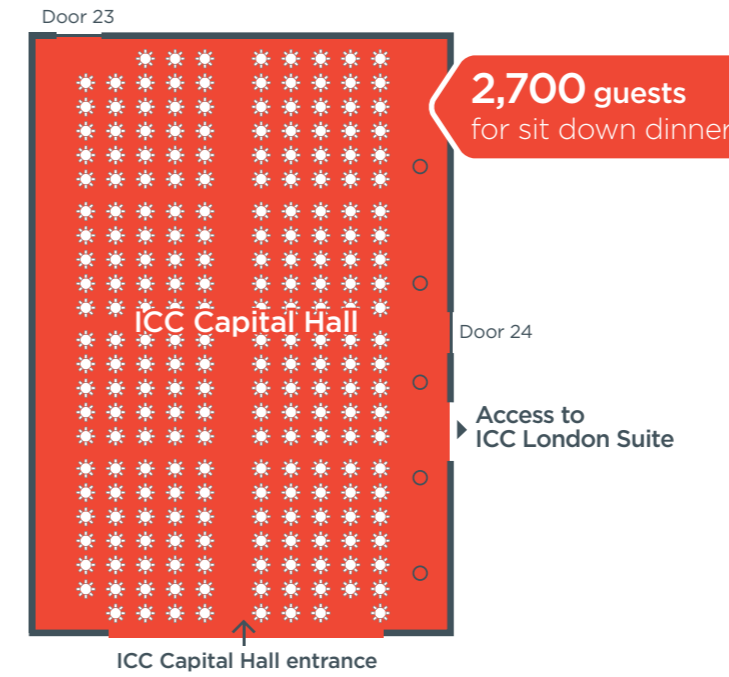 Door 23
2,700 guests
for sit down dinner
ICC Capital Hall
Door 24
Access to
ICC London Suite
ICC Capital Hall entrance